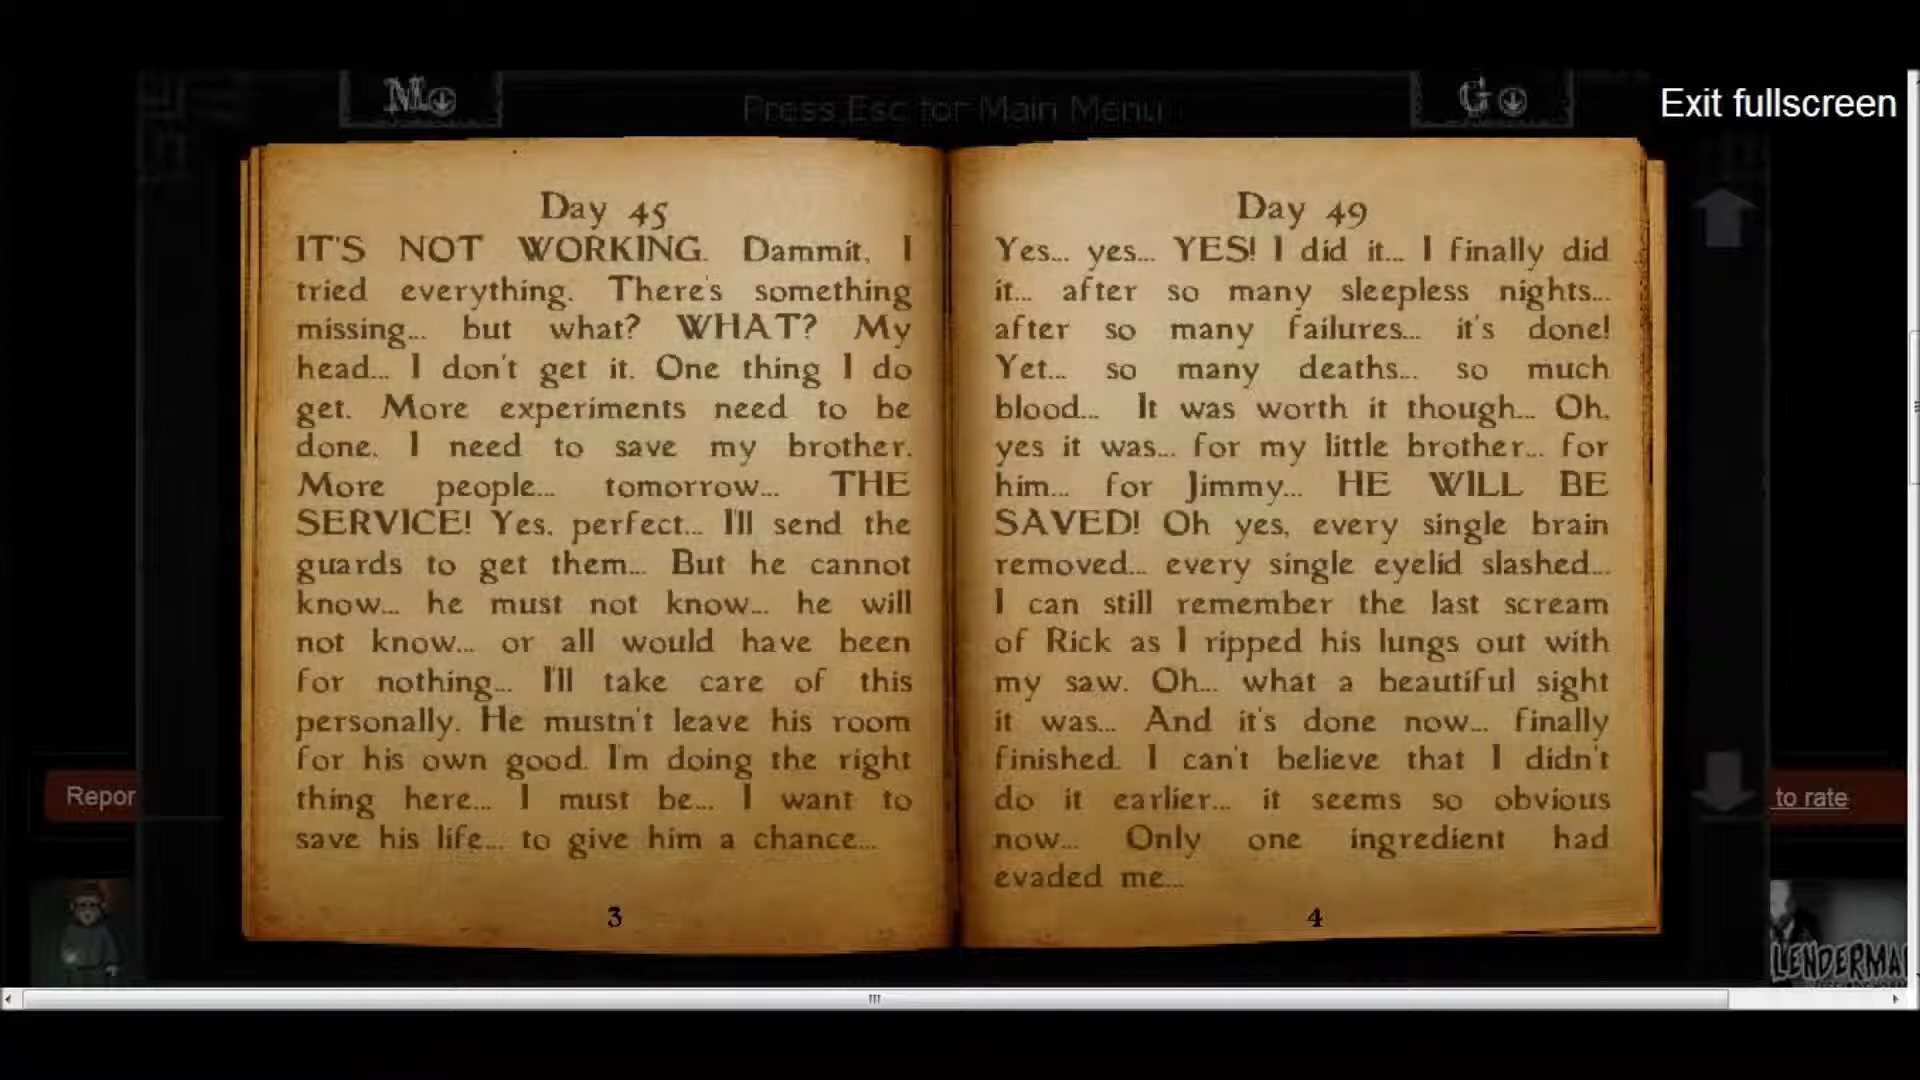 M
Press Esc for Main Menu
G
Exit fullscreen
Day 45
IT'S NOT WORKING. Dammit, I
tried everything. There's something
missing... but what? WHAT? My
head... I don't get it. One thing I do
get. More experiments need to be
done. I need to save my brother.
More people... tomorrow... THE
SERVICE! Yes, perfect... I'll send the
guards to get them... But he cannot
know... he must not know... he will
not know... or all would have been
for nothing... I'll take care of this
personally. He mustn't leave his room
for his own good. I'm doing the right
thing here... I must be... I want to
save his life... to give him a chance...
3
Day 49
Yes... yes... YES! I did it... I finally did
it... after so many sleepless nights...
after so many failures... it's done!
Yet... so many deaths... so much
blood... It was worth it though... Oh,
yes it was... for my little brother... for
him... for Jimmy... HE WILL BE
SAVED! Oh yes, every single brain
removed... every single eyelid slashed...
I can still remember the last scream
of Rick as I ripped his lungs out with
my saw. Oh... what a beautiful sight
it was... And it's done now... finally
finished. I can't believe that I didn't
do it earlier... it seems so obvious
now... Only one ingredient had
evaded me...
4
Repor
to rate
LENDERMA